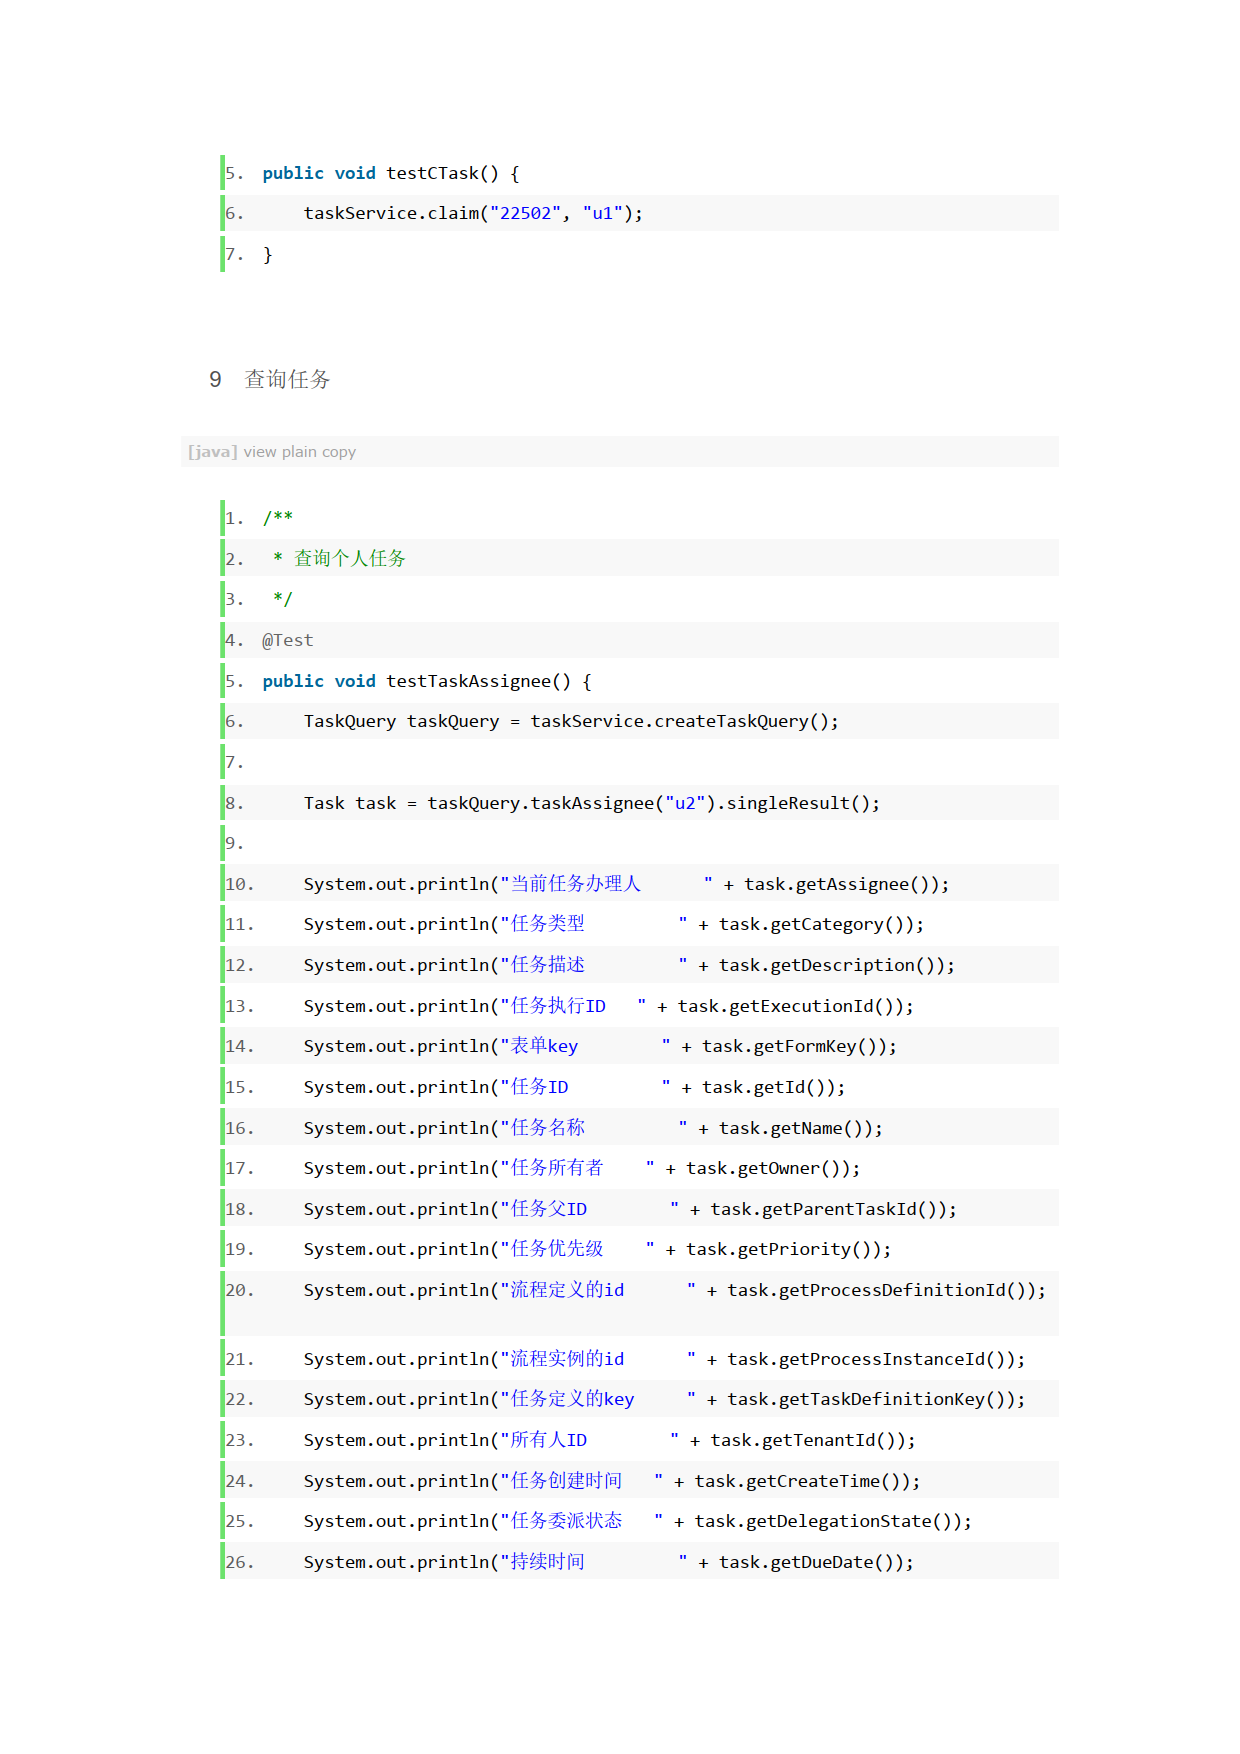 5. public void testCTask() {
6.     taskService.claim("22502", "u1");
7. }
9 查询任务
[java] view plain copy
1. /**
2.  * 查询个人任务
3.  */
4. @Test
5. public void testTaskAssignee() {
6.     TaskQuery taskQuery = taskService.createTaskQuery();
7.
8.     Task task = taskQuery.taskAssignee("u2").singleResult();
9.
10.     System.out.println("当前任务办理人      " + task.getAssignee());
11.     System.out.println("任务类型         " + task.getCategory());
12.     System.out.println("任务描述         " + task.getDescription());
13.     System.out.println("任务执行ID   " + task.getExecutionId());
14.     System.out.println("表单key        " + task.getFormKey());
15.     System.out.println("任务ID         " + task.getId());
16.     System.out.println("任务名称         " + task.getName());
17.     System.out.println("任务所有者    " + task.getOwner());
18.     System.out.println("任务父ID        " + task.getParentTaskId());
19.     System.out.println("任务优先级    " + task.getPriority());
20.     System.out.println("流程定义的id      " + task.getProcessDefinitionId());
21.     System.out.println("流程实例的id      " + task.getProcessInstanceId());
22.     System.out.println("任务定义的key     " + task.getTaskDefinitionKey());
23.     System.out.println("所有人ID        " + task.getTenantId());
24.     System.out.println("任务创建时间   " + task.getCreateTime());
25.     System.out.println("任务委派状态   " + task.getDelegationState());
26.     System.out.println("持续时间         " + task.getDueDate());